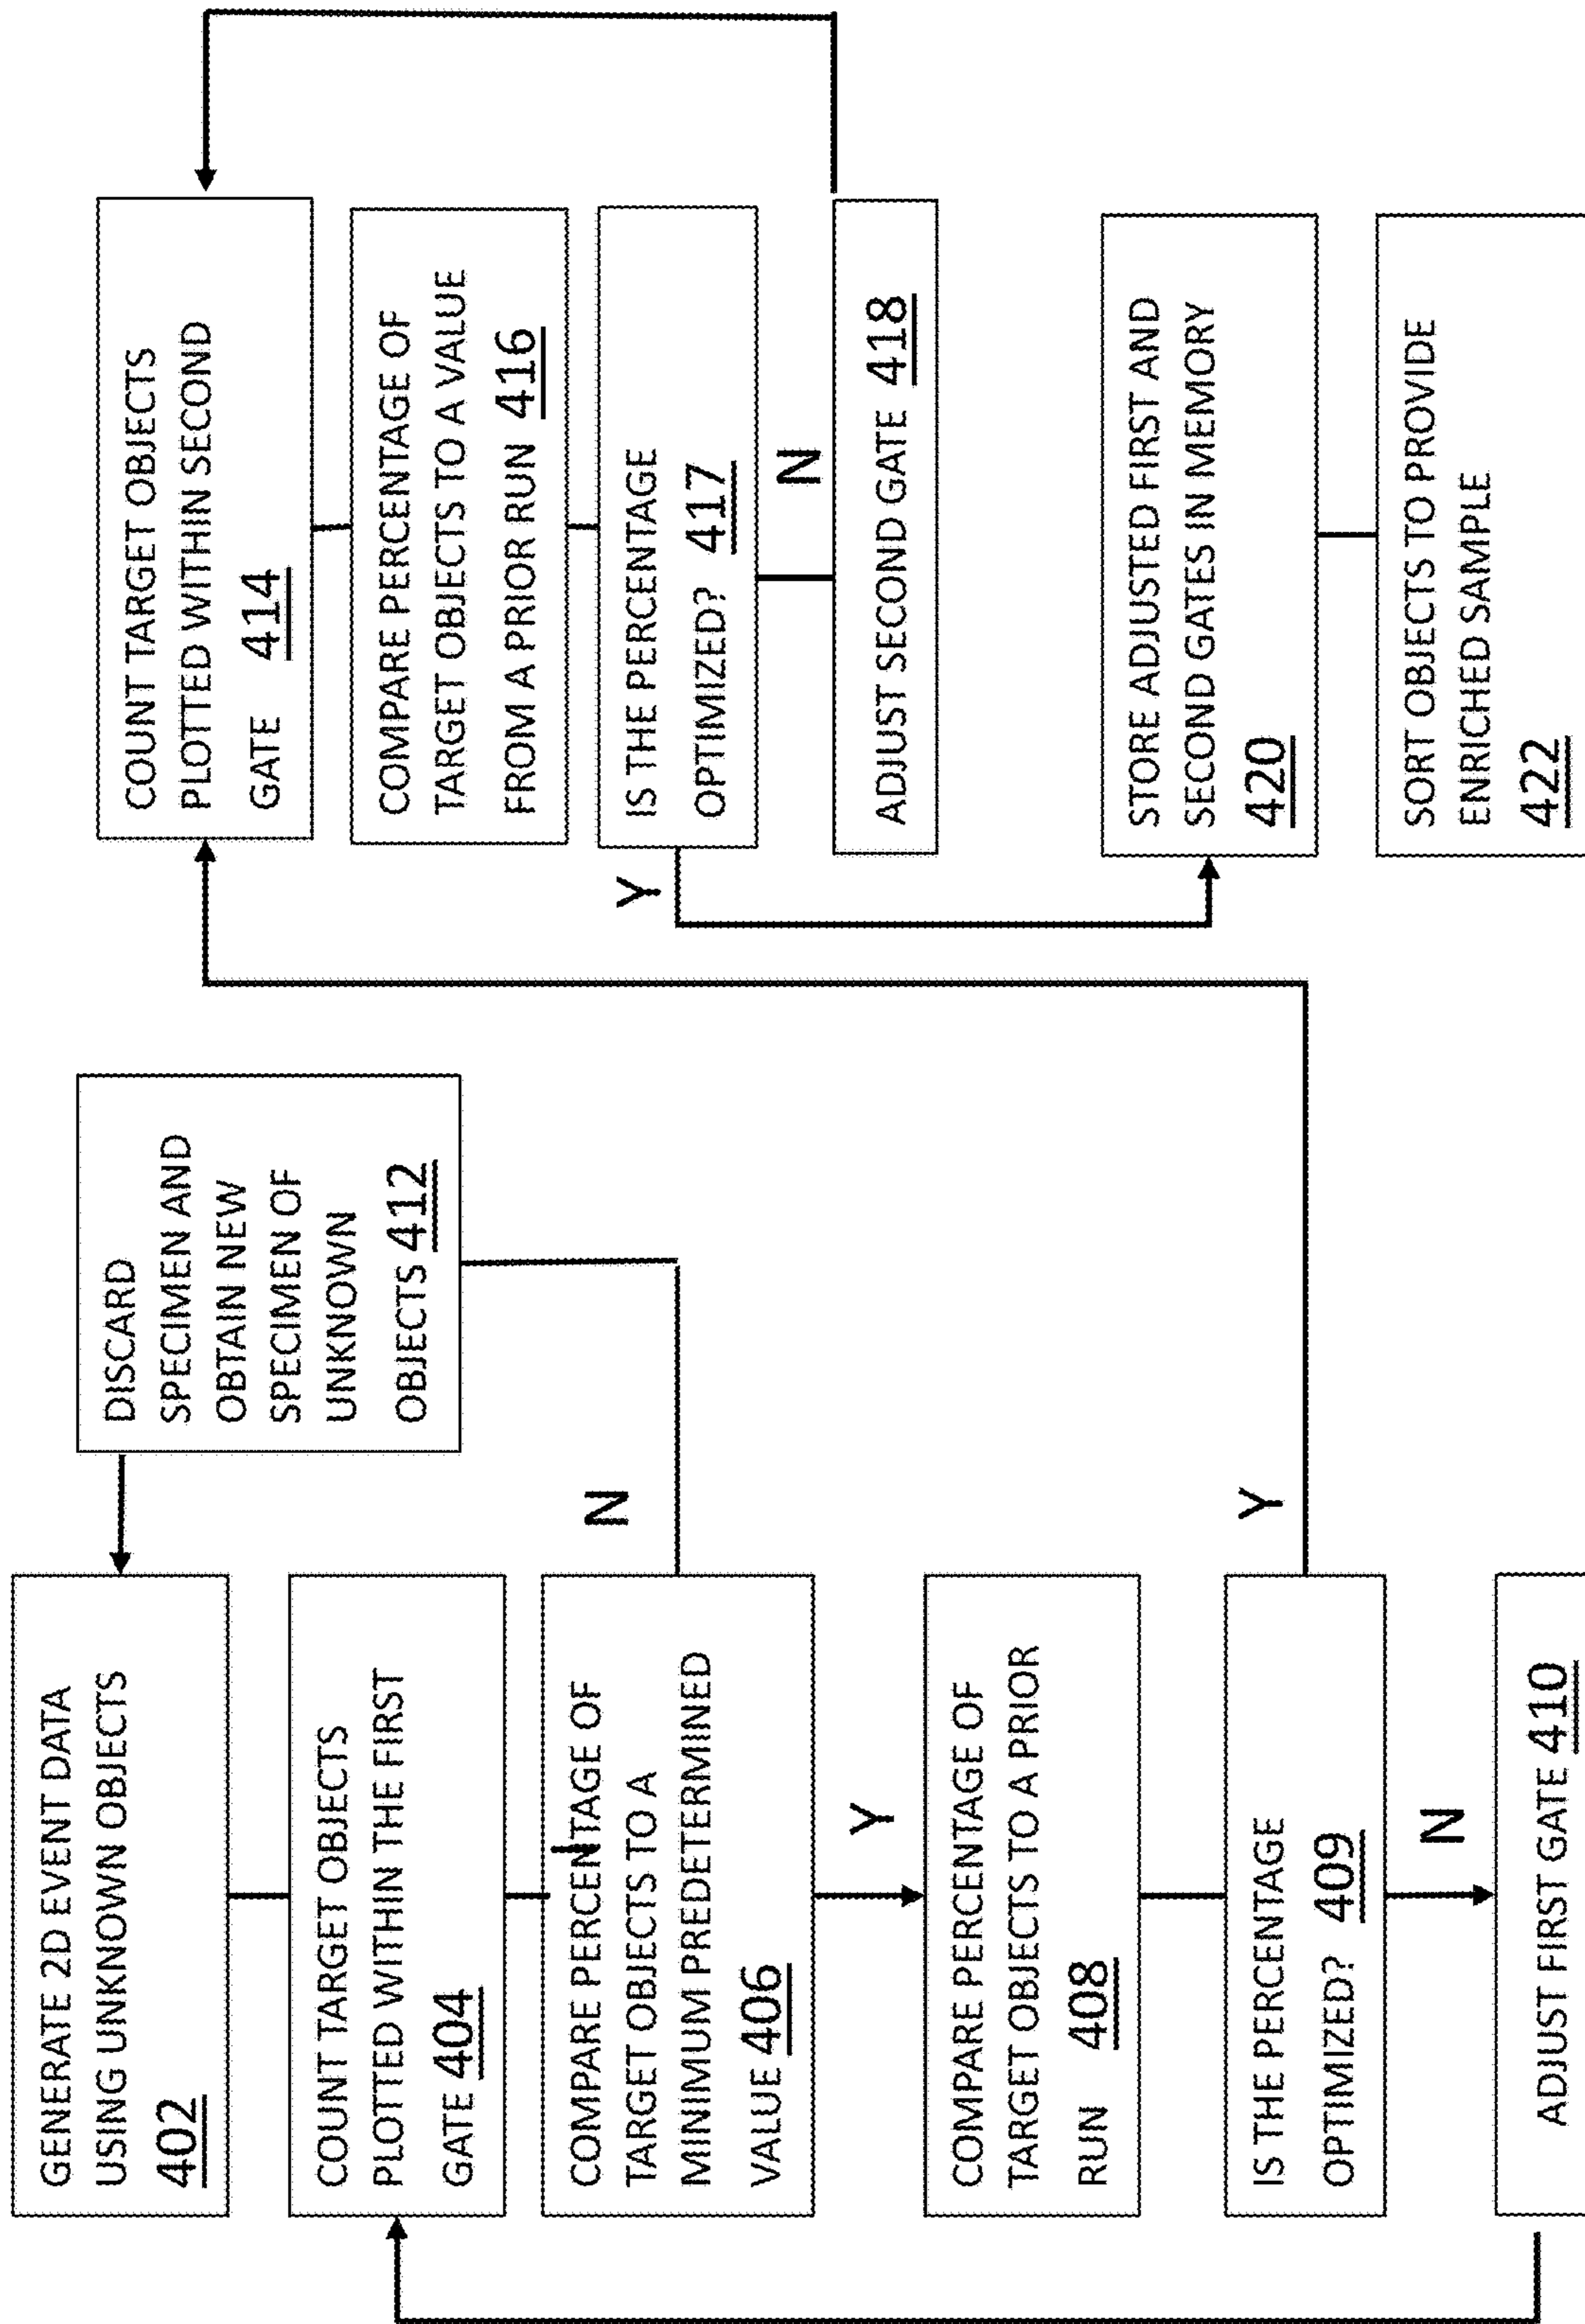 GENERATE 2D EVENT DATA
USING UNKNOWN OBJECTS
402
COUNT TARGET OBJECTS
PLOTTED WITHIN THE FIRST
GATE 404
COMPARE PERCENTAGE OF
TARGET OBJECTS TO A
MINIMUM PREDETERMINED
VALUE 406
N
Y
COMPARE PERCENTAGE OF
TARGET OBJECTS TO A PRIOR
RUN 408
IS THE PERCENTAGE
OPTIMIZED? 409
Y
N
ADJUST FIRST GATE 410
DISCARD
SPECIMEN AND
OBTAIN NEW
SPECIMEN OF
UNKNOWN
OBJECTS 412
COUNT TARGET OBJECTS
PLOTTED WITHIN SECOND
GATE 414
COMPARE PERCENTAGE OF
TARGET OBJECTS TO A VALUE
FROM A PRIOR RUN 416
IS THE PERCENTAGE
OPTIMIZED? 417
Y
N
ADJUST SECOND GATE 418
STORE ADJUSTED FIRST AND
SECOND GATES IN MEMORY
420
SORT OBJECTS TO PROVIDE
ENRICHED SAMPLE
422